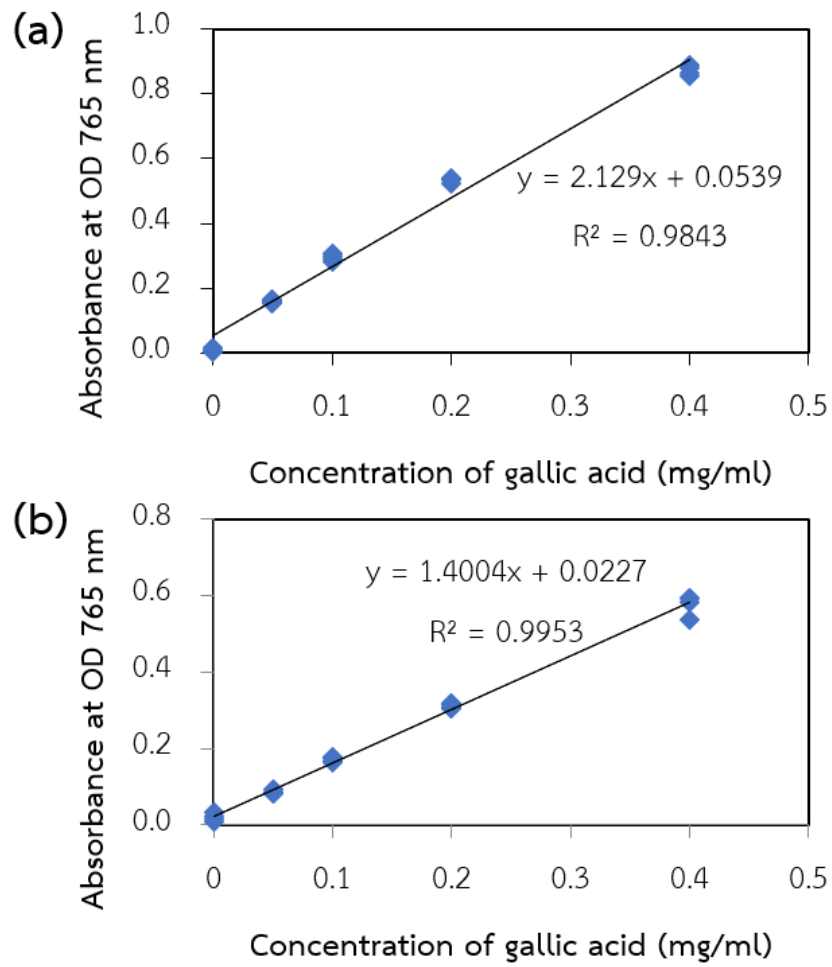 (a)
Absorbance at OD 765 nm
1.0
0.8
0.6
0.4
0.2
0.0
y = 2.129x + 0.0539
R² = 0.9843
0 0.1 0.2 0.3 0.4 0.5
Concentration of gallic acid (mg/ml)
(b)
Absorbance at OD 765 nm
0.8
0.6
0.4
0.2
0.0
y = 1.4004x + 0.0227
R² = 0.9953
0 0.1 0.2 0.3 0.4 0.5
Concentration of gallic acid (mg/ml)